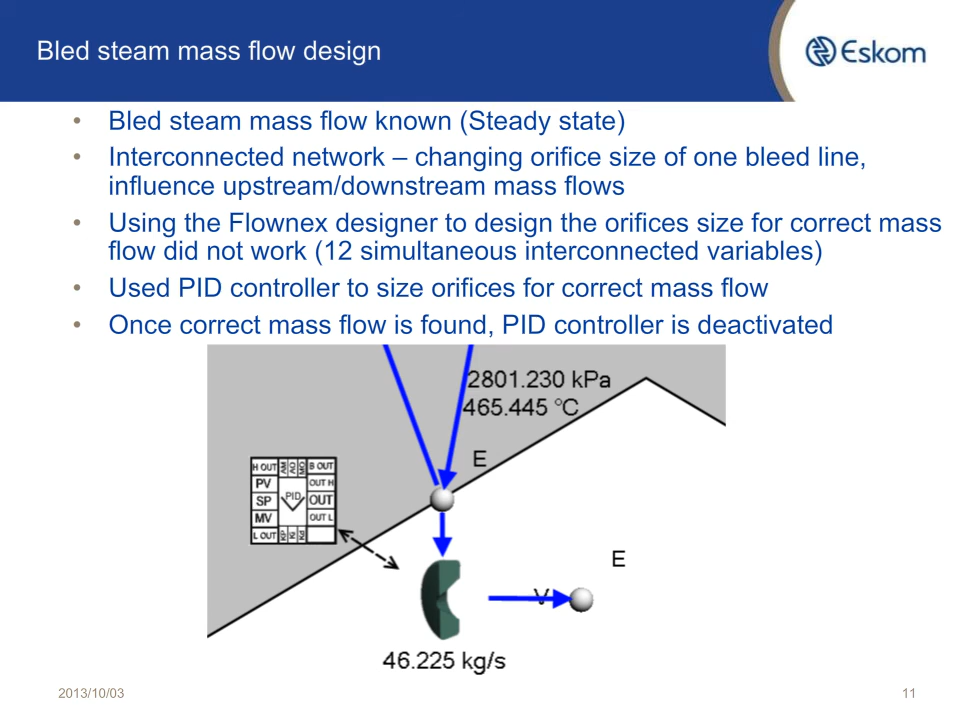 Bled steam mass flow design
Eskom
• Bled steam mass flow known (Steady state)
• Interconnected network – changing orifice size of one bleed line,
influence upstream/downstream mass flows
• Using the Flownex designer to design the orifices size for correct mass
flow did not work (12 simultaneous interconnected variables)
• Used PID controller to size orifices for correct mass flow
• Once correct mass flow is found, PID controller is deactivated
2801.230 kPa
465.445 °C
E
H OUT
B OUT
PV
OUT H
SP
PID
OUT
MV
OUT L
L OUT
E
V
46.225 kg/s
2013/10/03
11